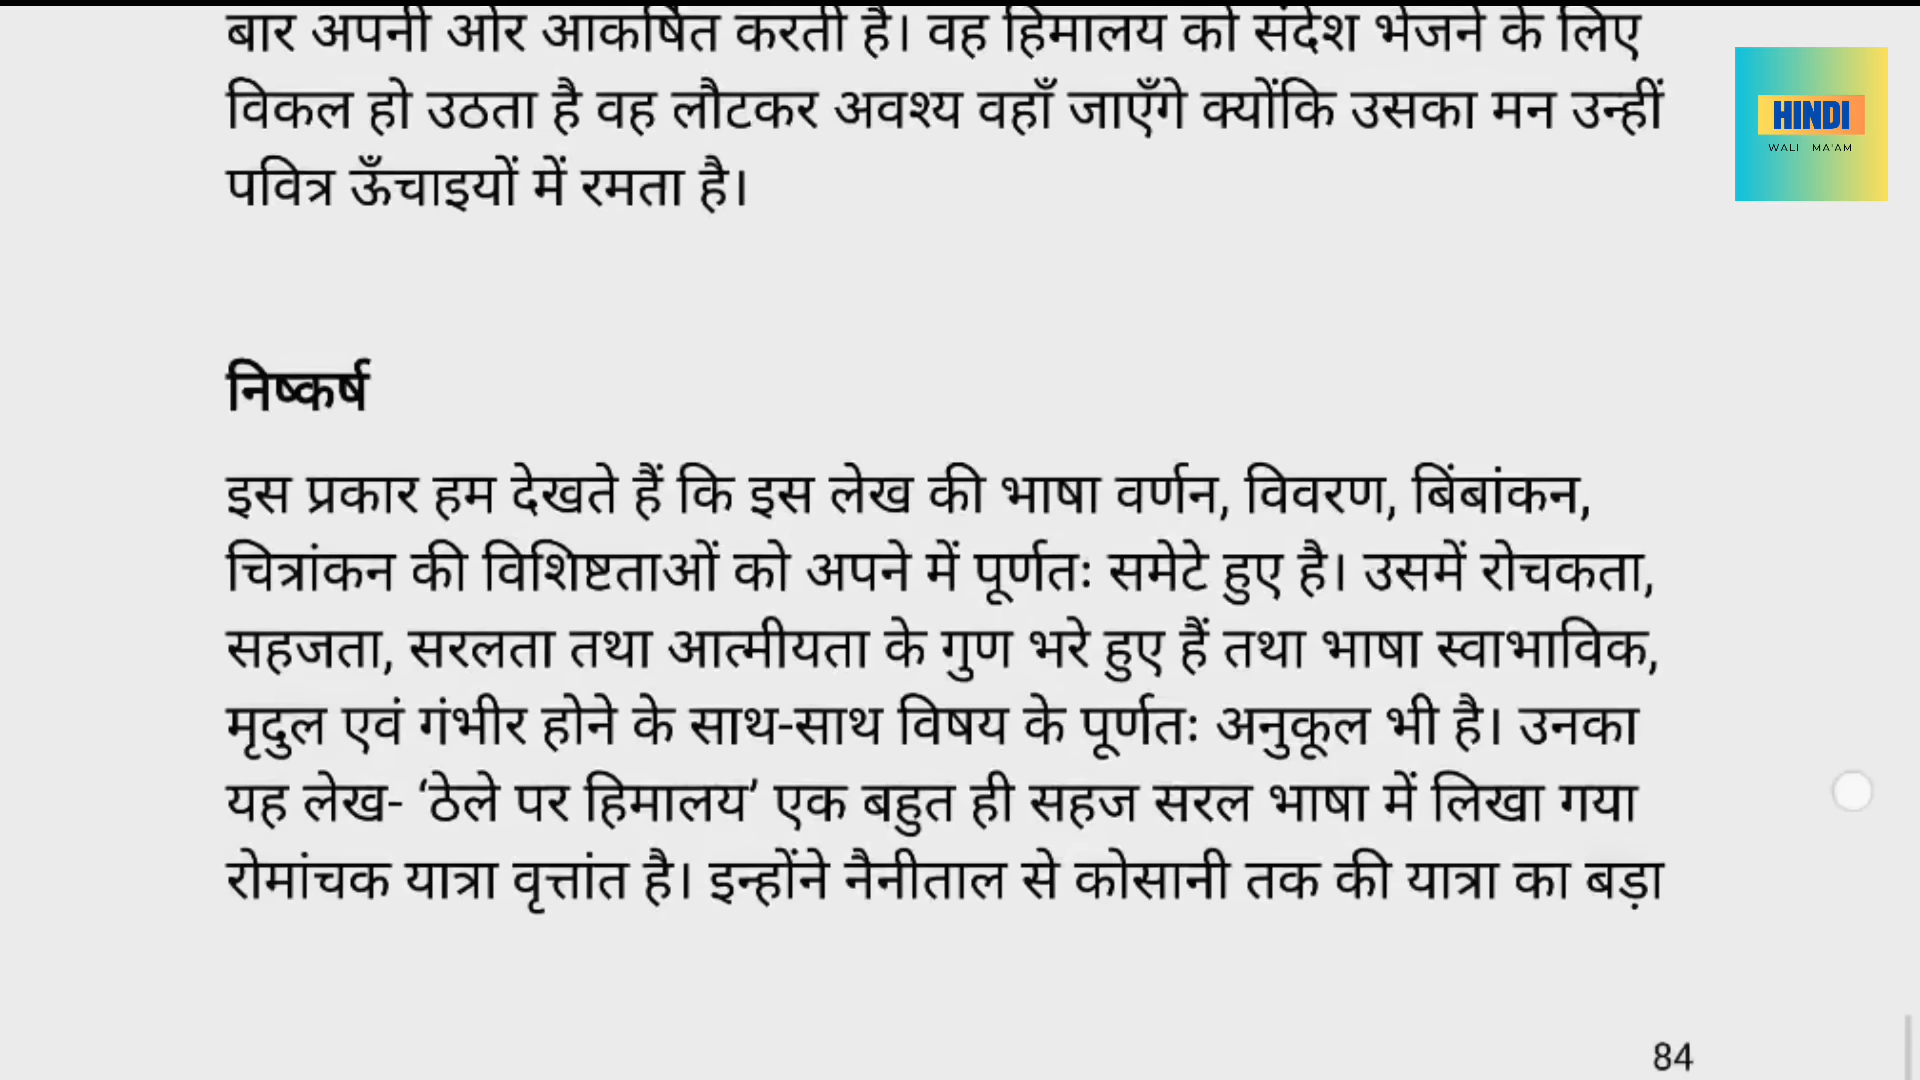 बार अपनी ओर आकर्षित करती है। वह हिमालय को संदेश भेजने के लिए
विकल हो उठता है वह लौटकर अवश्य वहाँ जाएँगे क्योंकि उसका मन उन्हीं
पवित्र ऊँचाइयों में रमता है।
HINDI
WALI MA'AM
निष्कर्ष
इस प्रकार हम देखते हैं कि इस लेख की भाषा वर्णन, विवरण, बिंबांकन,
चित्रांकन की विशिष्टताओं को अपने में पूर्णतः समेटे हुए है। उसमें रोचकता,
सहजता, सरलता तथा आत्मीयता के गुण भरे हुए हैं तथा भाषा स्वाभाविक,
मृदुल एवं गंभीर होने के साथ-साथ विषय के पूर्णतः अनुकूल भी है। उनका
यह लेख- ‘ठेले पर हिमालय’ एक बहुत ही सहज सरल भाषा में लिखा गया
रोमांचक यात्रा वृत्तांत है। इन्होंने नैनीताल से कोसानी तक की यात्रा का बड़ा
84